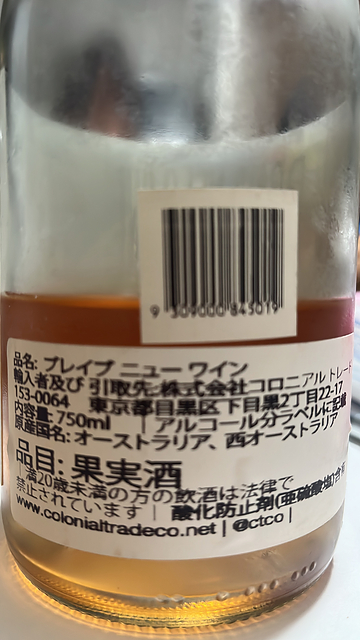 9 309000 845019
品名: ブレイブ ニュー ワイン
輸入者及び 引取先:株式会社コロニアルトレード
153-0064 東京都目黒区下目黒2丁目22-17
内容量: 750ml | アルコール分ラベルに記載
原産国名: オーストラリア、西オーストラリア
品目: 果実酒
| 満20歳未満の方の飲酒は法律で
禁止されています | 酸化防止剤(亜硫酸塩)含有
www.colonialtradeco.net | @ctco |